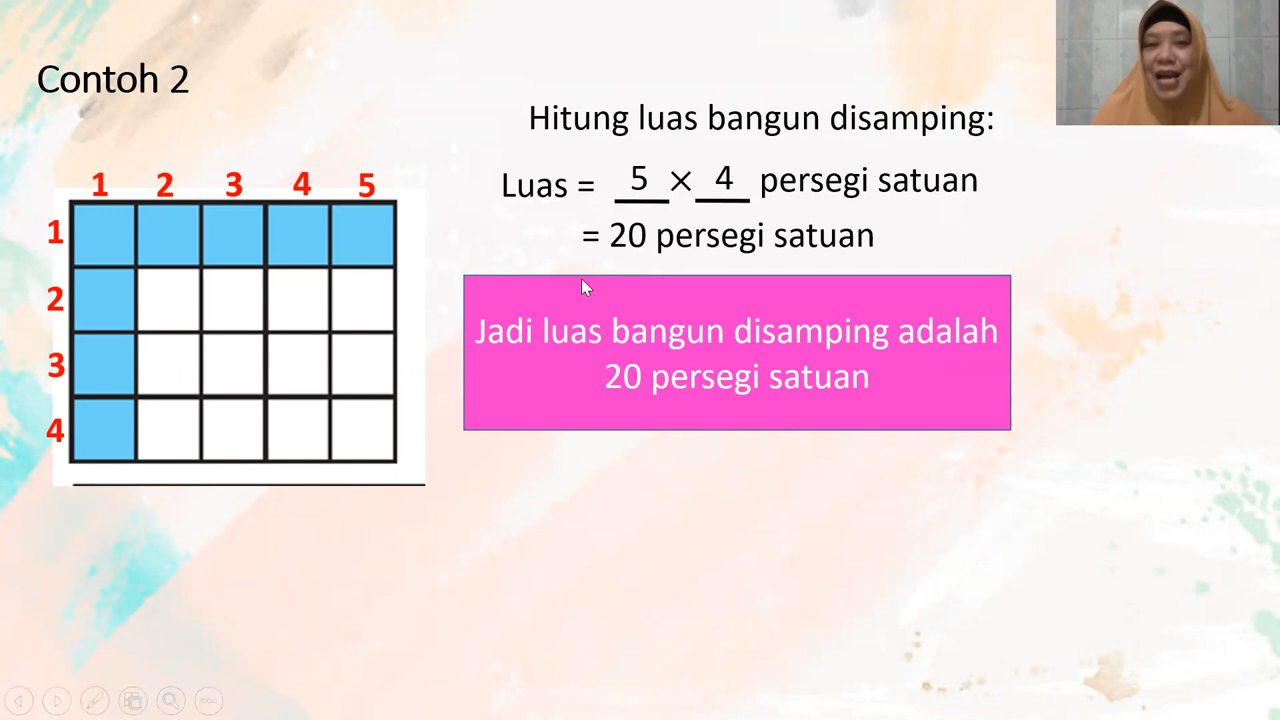 Contoh 2
Hitung luas bangun disamping:
Luas = 5 × 4 persegi satuan
= 20 persegi satuan
Jadi luas bangun disamping adalah
20 persegi satuan
1 2 3 4 5
1
2
3
4